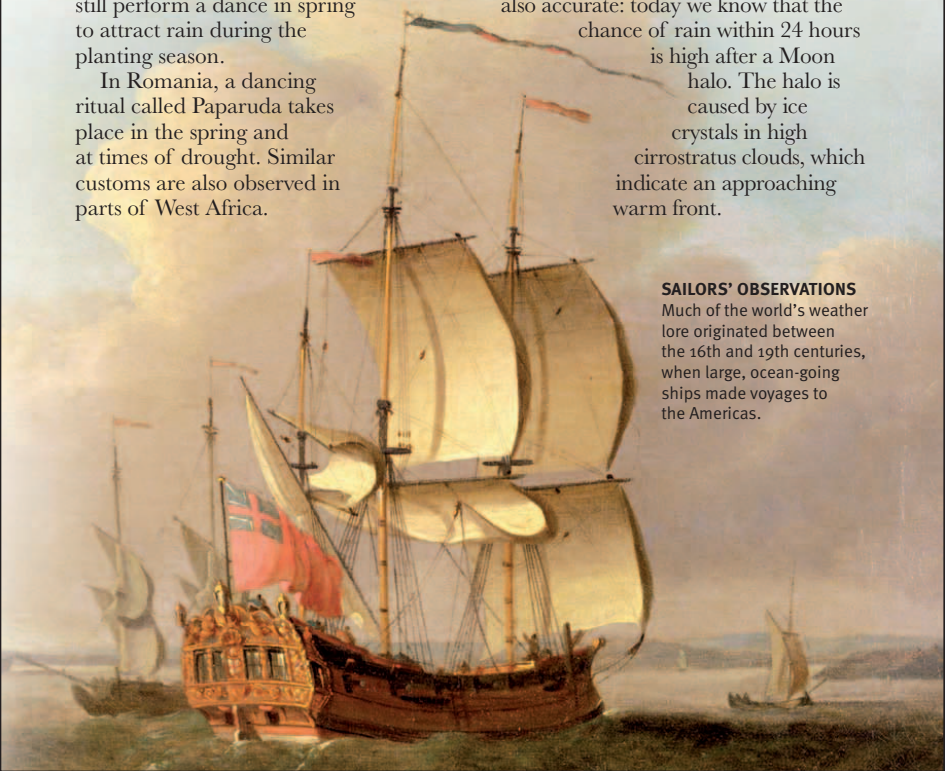 still perform a dance in spring
to attract rain during the
planting season.
In Romania, a dancing
ritual called Paparuda takes
place in the spring and
at times of drought. Similar
customs are also observed in
parts of West Africa.
also accurate: today we know that the
chance of rain within 24 hours
is high after a Moon
halo. The halo is
caused by ice
crystals in high
cirrostratus clouds, which
indicate an approaching
warm front.
SAILORS’ OBSERVATIONS
Much of the world’s weather
lore originated between
the 16th and 19th centuries,
when large, ocean-going
ships made voyages to
the Americas.